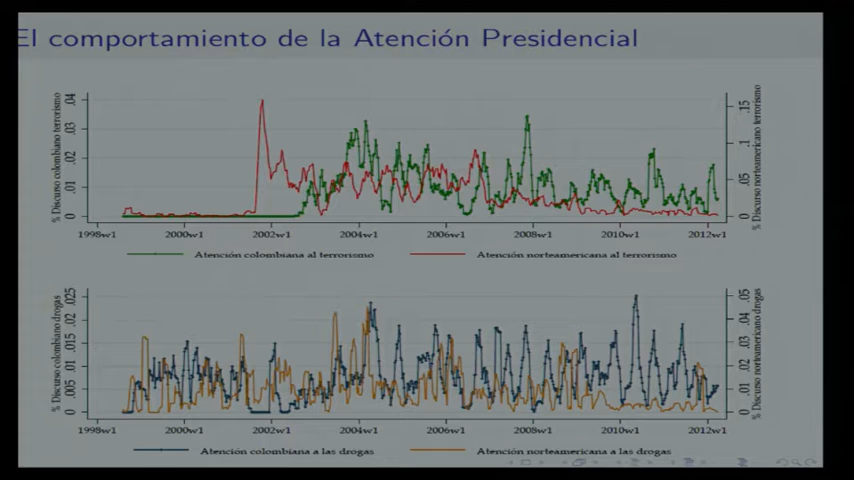 El comportamiento de la Atención Presidencial
% Discurso colombiano terrorismo
0 .01 .02 .03 .04
0 .05 .1 .15
% Discurso norteamericano terrorismo
1998w1 2000w1 2002w1 2004w1 2006w1 2008w1 2010w1 2012w1
Atención colombiana al terrorismo Atención norteamericana al terrorismo
% Discurso colombiano drogas
0 .005 .01 .015 .02 .025
0 .01 .02 .03 .04 .05
% Discurso norteamericano drogas
1998w1 2000w1 2002w1 2004w1 2006w1 2008w1 2010w1 2012w1
Atención colombiana a las drogas Atención norteamericana a las drogas